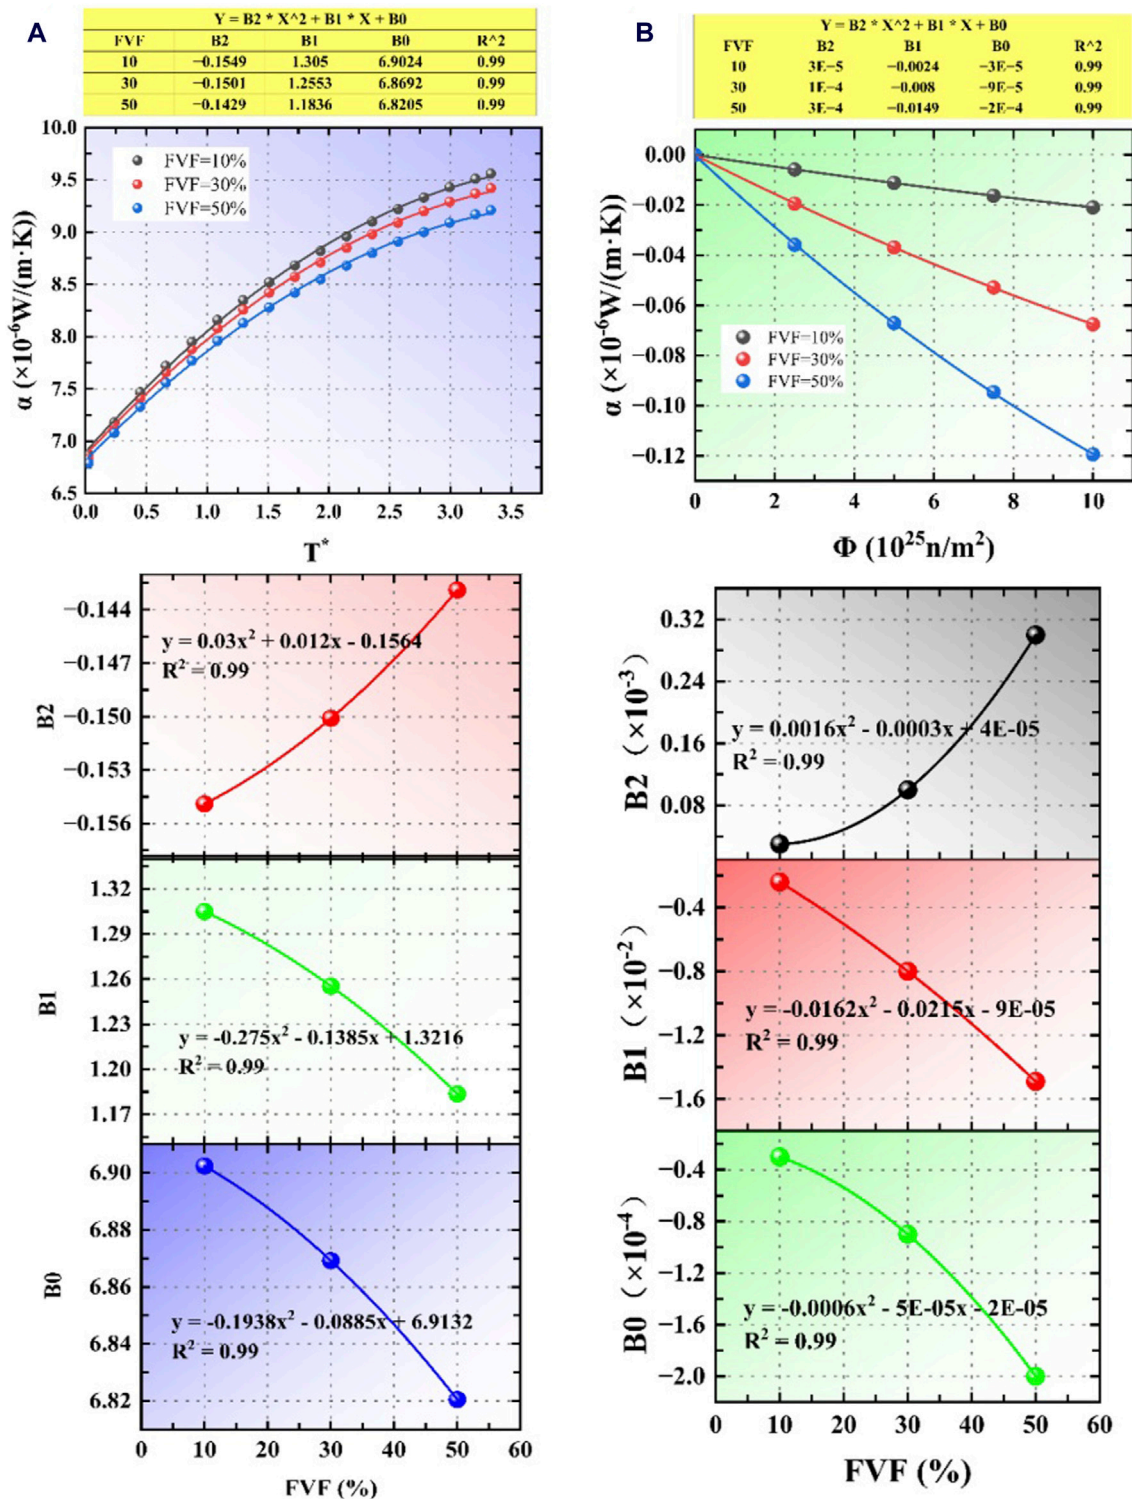 A
Y = B2 * X^2 + B1 * X + B0
FVF B2 B1 B0 R^2
10 −0.1549 1.305 6.9024 0.99
30 −0.1501 1.2553 6.8692 0.99
50 −0.1429 1.1836 6.8205 0.99
10.0
9.5
9.0
8.5
8.0
7.5
7.0
6.5
α (×10⁻⁶W/(m·K))
FVF=10%
FVF=30%
FVF=50%
0.0 0.5 1.0 1.5 2.0 2.5 3.0 3.5
T*
B
Y = B2 * X^2 + B1 * X + B0
FVF B2 B1 B0 R^2
10 3E−5 −0.0024 −3E−5 0.99
30 1E−4 −0.008 −9E−5 0.99
50 3E−4 −0.0149 −2E−4 0.99
0.00
−0.02
−0.04
−0.06
−0.08
−0.10
−0.12
α (×10⁻⁶W/(m·K))
FVF=10%
FVF=30%
FVF=50%
0 2 4 6 8 10
Φ (10²⁵n/m²)
−0.144
−0.147
−0.150
−0.153
−0.156
B2
y = 0.03x² + 0.012x - 0.1564
R² = 0.99
1.32
1.29
1.26
1.23
1.20
1.17
B1
y = -0.275x² - 0.1385x + 1.3216
R² = 0.99
6.90
6.88
6.86
6.84
6.82
B0
y = -0.1938x² - 0.0885x + 6.9132
R² = 0.99
0 10 20 30 40 50 60
FVF (%)
0.32
0.24
0.16
0.08
B2 (×10⁻³)
y = 0.0016x² - 0.0003x + 4E-05
R² = 0.99
−0.4
−0.8
−1.2
−1.6
B1 (×10⁻²)
y = -0.0162x² - 0.0215x - 9E-05
R² = 0.99
−0.4
−0.8
−1.2
−1.6
−2.0
B0 (×10⁻⁴)
y = -0.0006x² - 5E-05x - 2E-05
R² = 0.99
0 10 20 30 40 50 60
FVF (%)